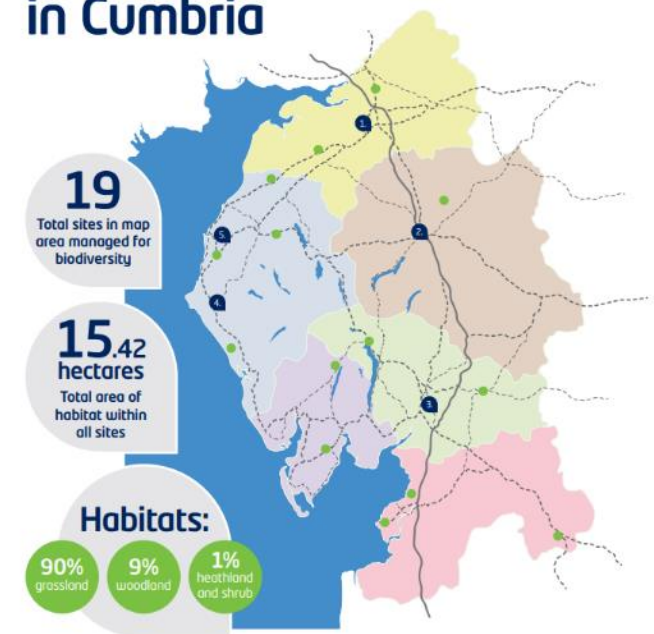 in Cumbria
1.
19
Total sites in map
area managed for
biodiversity
5.
2.
4.
15.42
hectares
Total area of
habitat within
all sites
3.
Habitats:
90%
grassland
9%
woodland
1%
heathland
and shrub